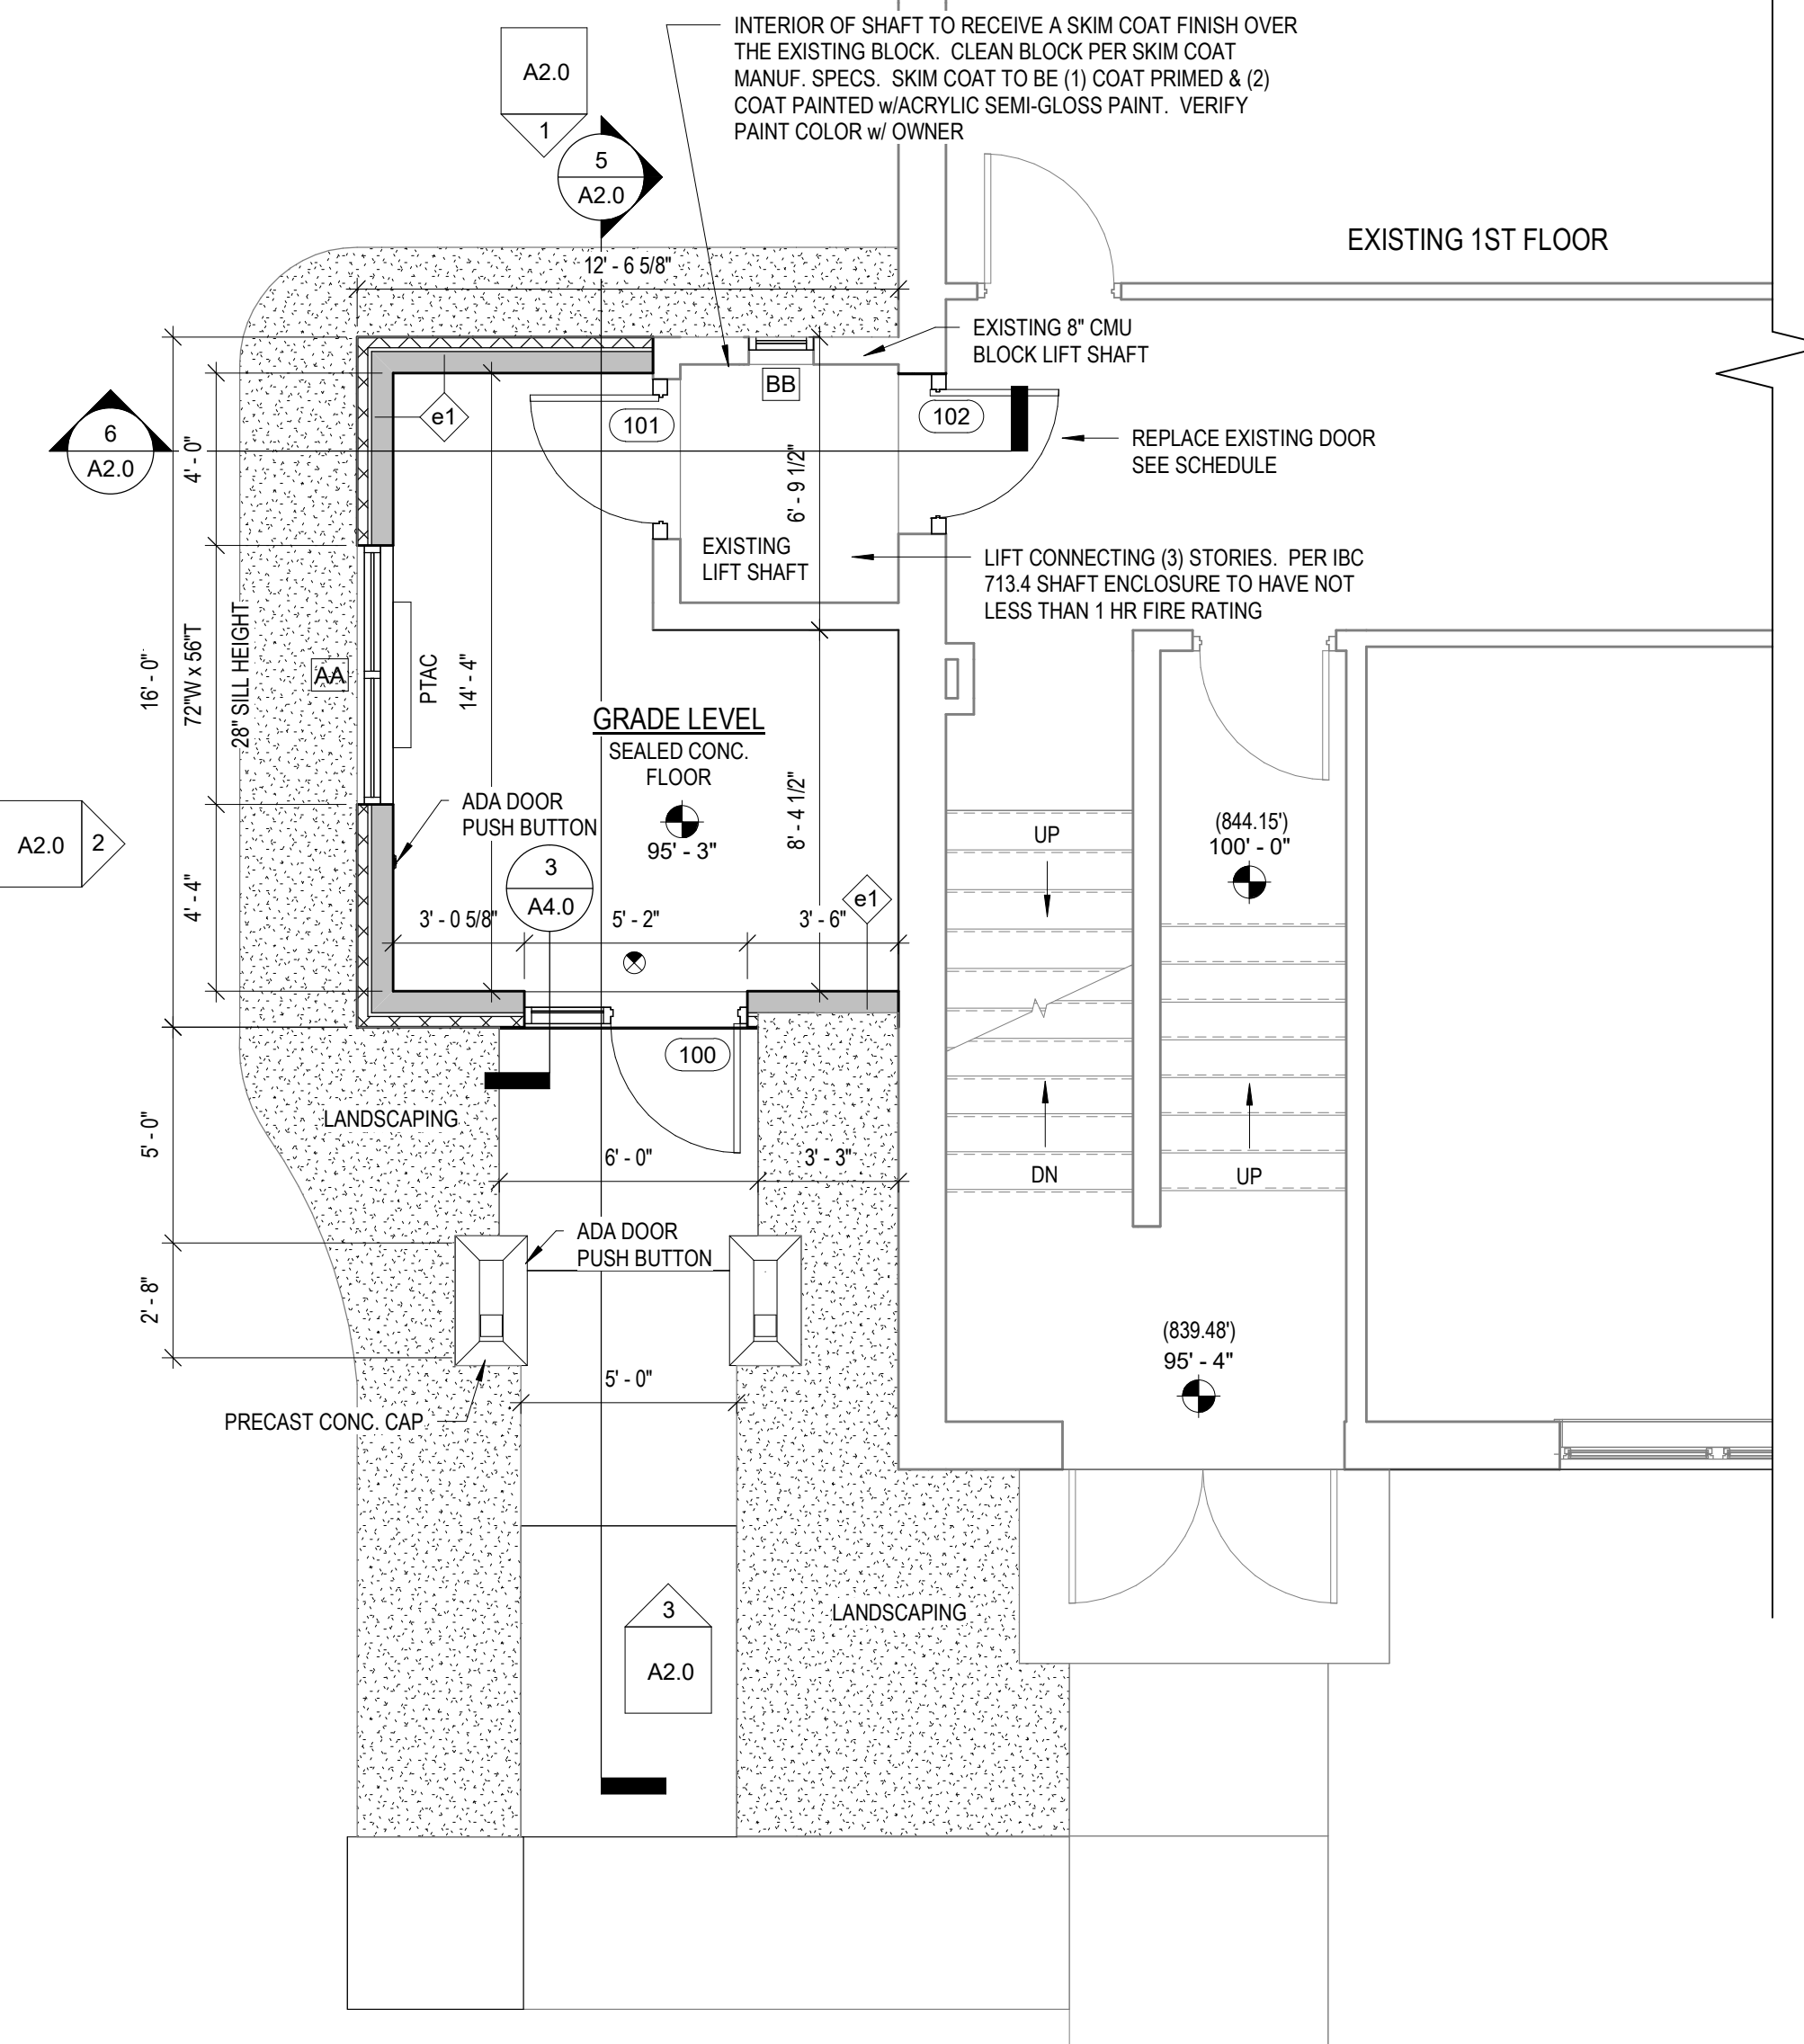 INTERIOR OF SHAFT TO RECEIVE A SKIM COAT FINISH OVER
THE EXISTING BLOCK.  CLEAN BLOCK PER SKIM COAT
MANUF. SPECS.  SKIM COAT TO BE (1) COAT PRIMED & (2)
COAT PAINTED w/ACRYLIC SEMI-GLOSS PAINT.  VERIFY
PAINT COLOR w/ OWNER
A2.0
1
5
A2.0
EXISTING 1ST FLOOR
12' - 6 5/8"
EXISTING 8" CMU
BLOCK LIFT SHAFT
BB
e1
101
102
6
A2.0
REPLACE EXISTING DOOR
SEE SCHEDULE
4' - 0"
6' - 9 1/2"
EXISTING
LIFT SHAFT
LIFT CONNECTING (3) STORIES.  PER IBC
713.4 SHAFT ENCLOSURE TO HAVE NOT
LESS THAN 1 HR FIRE RATING
16' - 0"
72"W x 56"T
28" SILL HEIGHT
AA
PTAC
14' - 4"
GRADE LEVEL
SEALED CONC.
FLOOR
95' - 3"
8' - 4 1/2"
ADA DOOR
PUSH BUTTON
A2.0
2
3
A4.0
4' - 4"
3' - 0 5/8"
5' - 2"
3' - 6"
e1
UP
(844.15')
100' - 0"
100
LANDSCAPING
5' - 0"
6' - 0"
3' - 3"
DN
UP
ADA DOOR
PUSH BUTTON
2' - 8"
(839.48')
95' - 4"
5' - 0"
PRECAST CONC. CAP
3
A2.0
LANDSCAPING